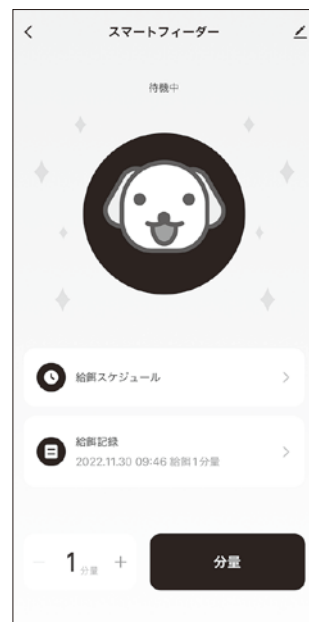 スマートフィーダー
待機中
給餌スケジュール
給餌記録
2022.11.30 09:46 給餌1分量
1分量
分量